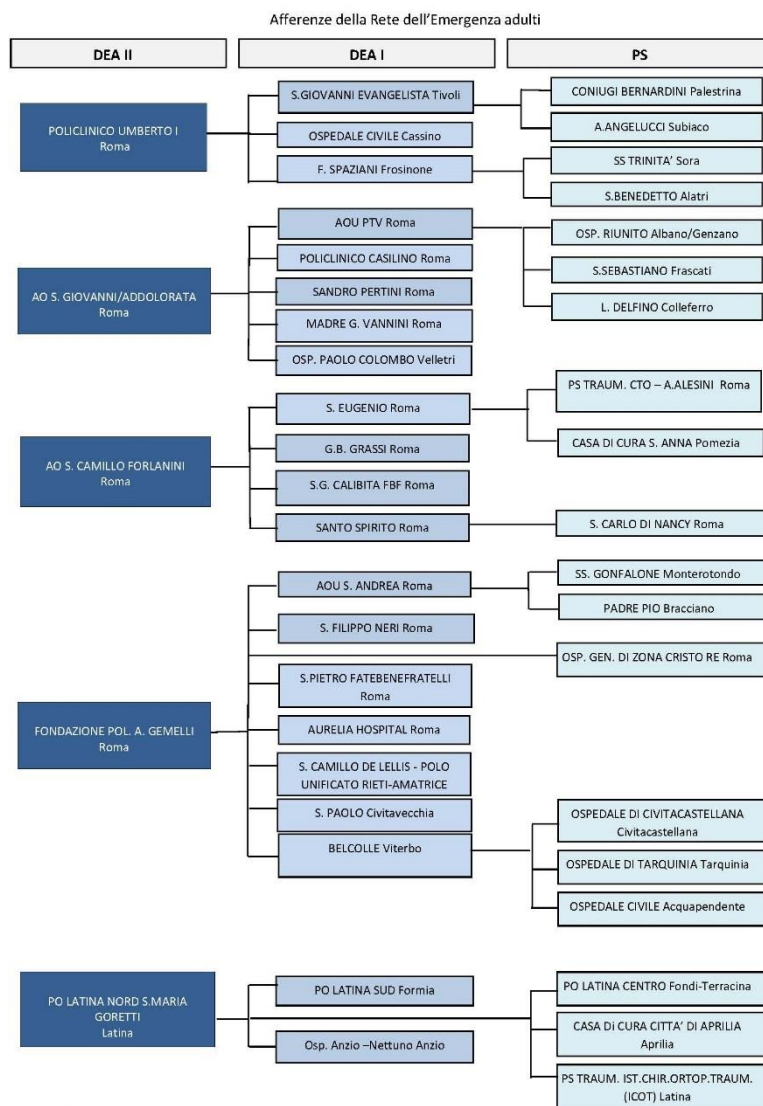 Afferenze della Rete dell'Emergenza adulti
DEA II
DEA I
PS
POLICLINICO UMBERTO I
Roma
S.GIOVANNI EVANGELISTA Tivoli
OSPEDALE CIVILE Cassino
F. SPAZIANI Frosinone
CONIUGI BERNARDINI Palestrina
A.ANGELUCCI Subiaco
SS TRINITA' Sora
S.BENEDETTO Alatri
AO S. GIOVANNI/ADDOLORATA
Roma
AOU PTV Roma
POLICLINICO CASILINO Roma
SANDRO PERTINI Roma
MADRE G. VANNINI Roma
OSP. PAOLO COLOMBO Velletri
OSP. RIUNITO Albano/Genzano
S.SEBASTIANO Frascati
L. DELFINO Colleferro
AO S. CAMILLO FORLANINI
Roma
S. EUGENIO Roma
G.B. GRASSI Roma
S.G. CALIBITA FBF Roma
SANTO SPIRITO Roma
PS TRAUM. CTO – A.ALESINI Roma
CASA DI CURA S. ANNA Pomezia
S. CARLO DI NANCY Roma
FONDAZIONE POL. A. GEMELLI
Roma
AOU S. ANDREA Roma
S. FILIPPO NERI Roma
S.PIETRO FATEBENEFRATELLI
Roma
AURELIA HOSPITAL Roma
S. CAMILLO DE LELLIS - POLO
UNIFICATO RIETI-AMATRICE
S. PAOLO Civitavecchia
BELCOLLE Viterbo
SS. GONFALONE Monterotondo
PADRE PIO Bracciano
OSP. GEN. DI ZONA CRISTO RE Roma
OSPEDALE DI CIVITACASTELLANA
Civitacastellana
OSPEDALE DI TARQUINIA Tarquinia
OSPEDALE CIVILE Acquapendente
PO LATINA NORD S.MARIA
GORETTI
Latina
PO LATINA SUD Formia
Osp. Anzio –Nettuno Anzio
PO LATINA CENTRO Fondi-Terracina
CASA Di CURA CITTA' DI APRILIA
Aprilia
PS TRAUM. IST.CHIR.ORTOP.TRAUM.
(ICOT) Latina